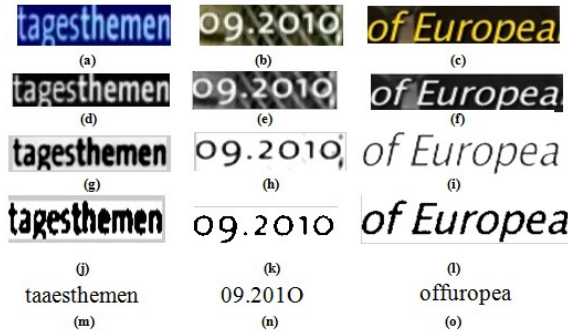 tagesthemen 09.2010 of Europea
(a) (b) (c)
tagesthemen 09.2010 of Europea
(d) (e) (f)
tagesthemen 09.2010 of Europea
(g) (h) (i)
tagesthemen 09.2010 of Europea
(j) (k) (l)
taaesthemen 09.201O offuropea
(m) (n) (o)